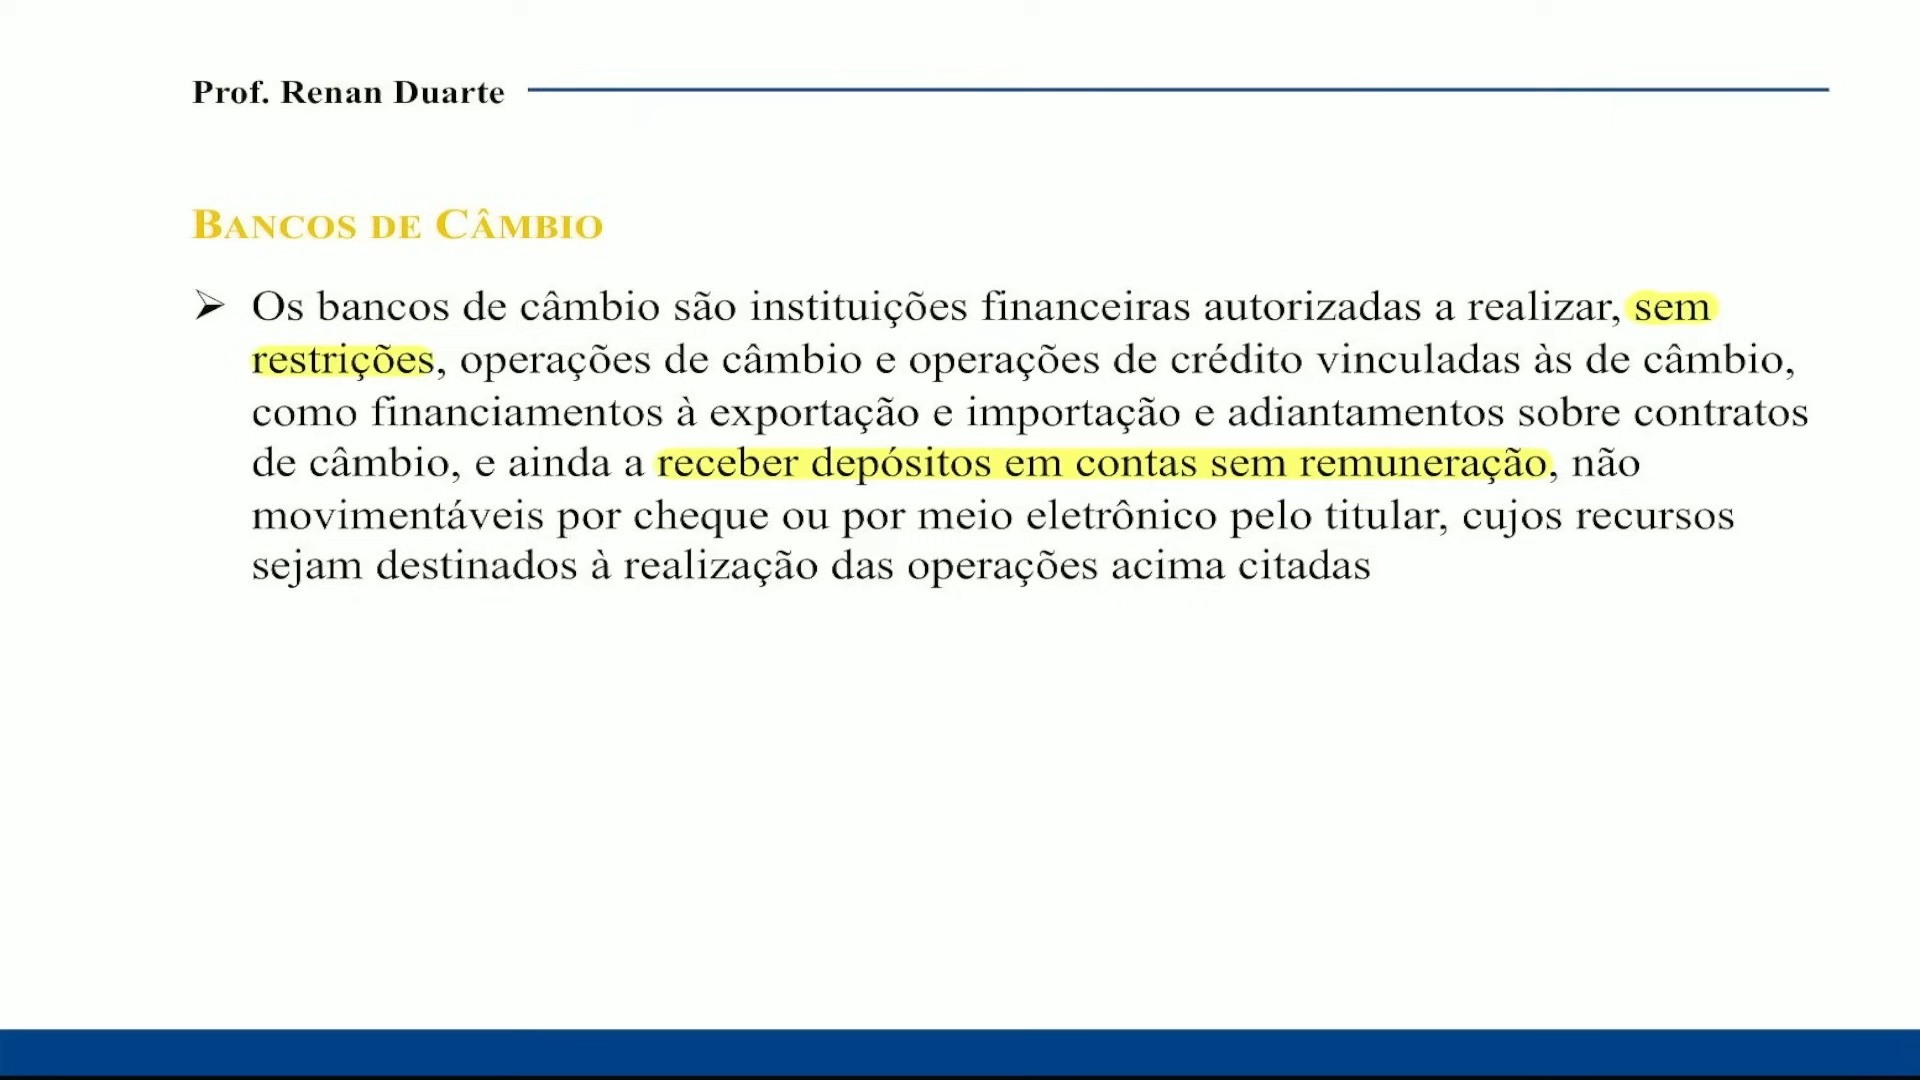 Prof. Renan Duarte
BANCOS DE CÂMBIO
➢ Os bancos de câmbio são instituições financeiras autorizadas a realizar, sem
restrições, operações de câmbio e operações de crédito vinculadas às de câmbio,
como financiamentos à exportação e importação e adiantamentos sobre contratos
de câmbio, e ainda a receber depósitos em contas sem remuneração, não
movimentáveis por cheque ou por meio eletrônico pelo titular, cujos recursos
sejam destinados à realização das operações acima citadas